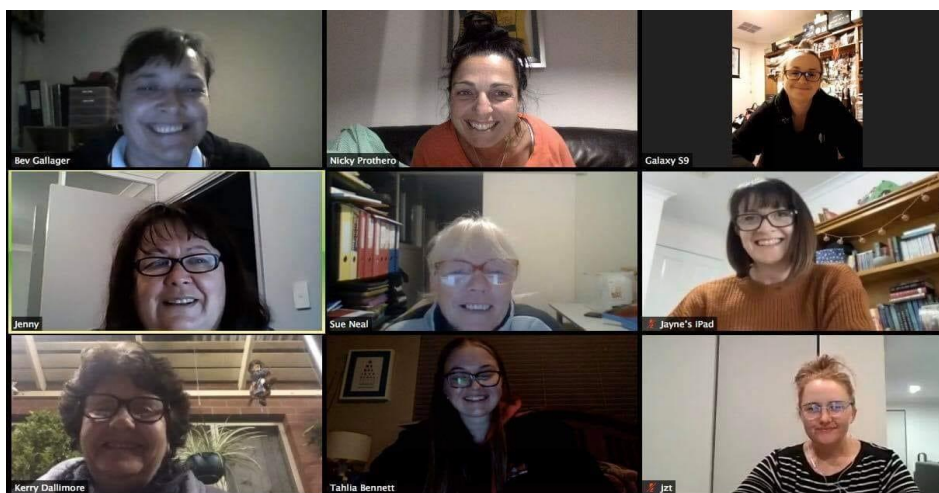 Bev Gallager
Nicky Prothero
Galaxy S9
Jenny
Sue Neal
Jayne's iPad
Kerry Dallimore
Tahlia Bennett
jzt